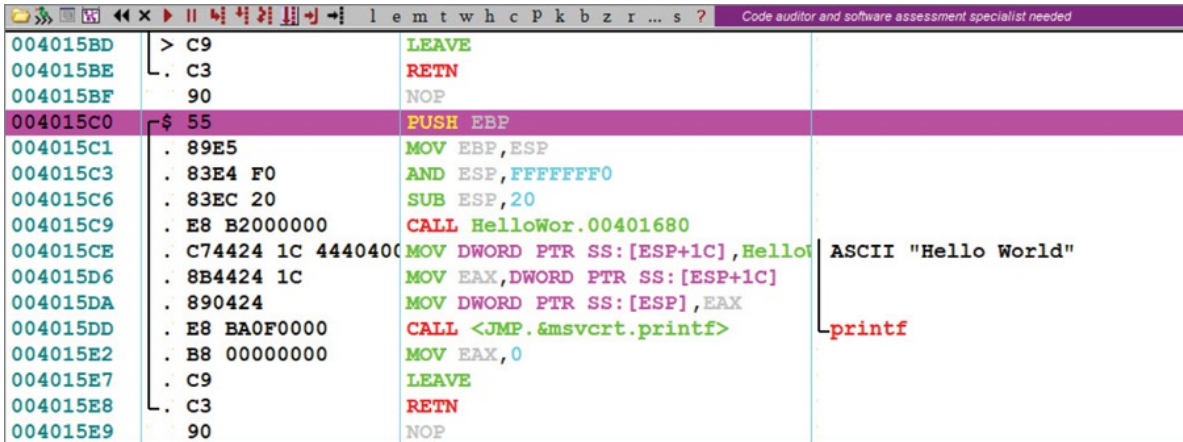 l e m t w h c P k b z r ... s ? Code auditor and software assessment specialist needed
004015BD > C9 LEAVE
004015BE . C3 RETN
004015BF 90 NOP
004015C0 $ 55 PUSH EBP
004015C1 . 89E5 MOV EBP,ESP
004015C3 . 83E4 F0 AND ESP,FFFFFFF0
004015C6 . 83EC 20 SUB ESP,20
004015C9 . E8 B2000000 CALL HelloWor.00401680
004015CE . C74424 1C 444040( MOV DWORD PTR SS:[ESP+1C],Hello ASCII "Hello World"
004015D6 . 8B4424 1C MOV EAX,DWORD PTR SS:[ESP+1C]
004015DA . 890424 MOV DWORD PTR SS:[ESP],EAX
004015DD . E8 BA0F0000 CALL <JMP.&msvcrt.printf> printf
004015E2 . B8 00000000 MOV EAX,0
004015E7 . C9 LEAVE
004015E8 . C3 RETN
004015E9 90 NOP